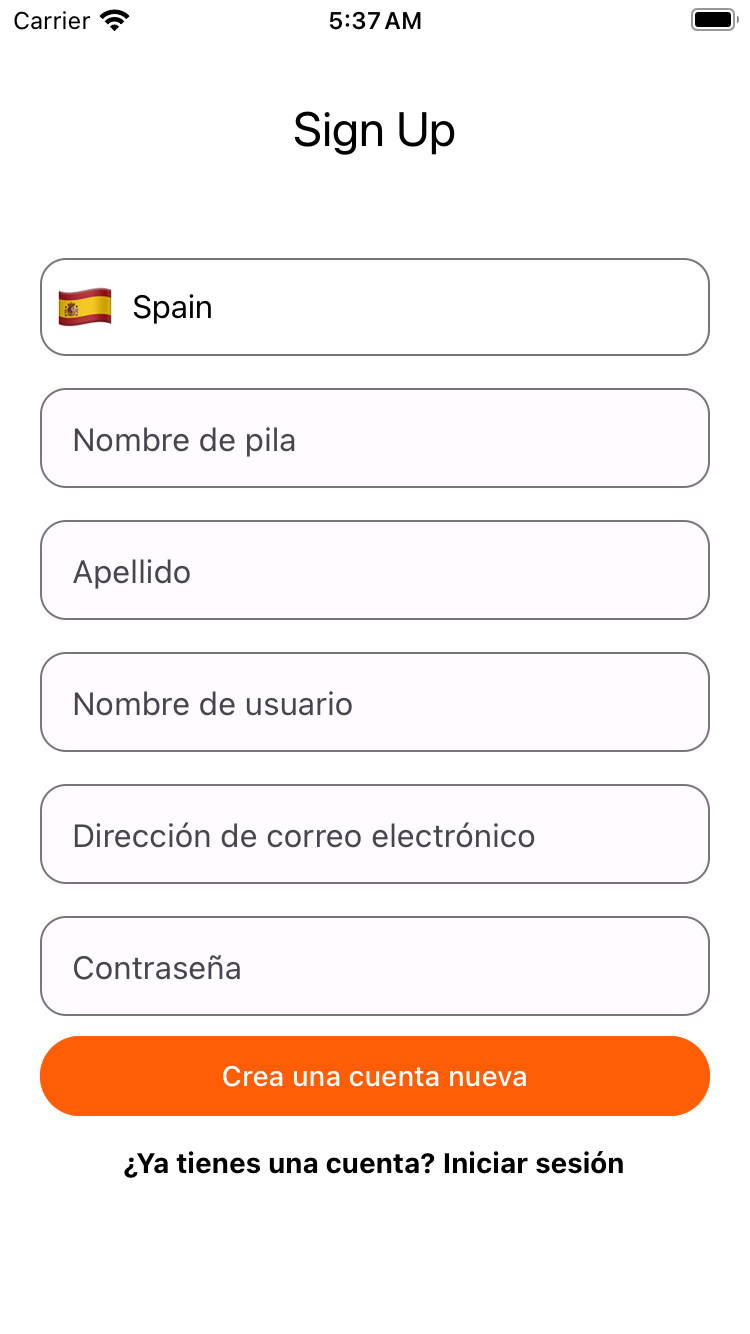 Carrier 5:37 AM
Sign Up
Spain
Nombre de pila
Apellido
Nombre de usuario
Dirección de correo electrónico
Contraseña
Crea una cuenta nueva
¿Ya tienes una cuenta? Iniciar sesión